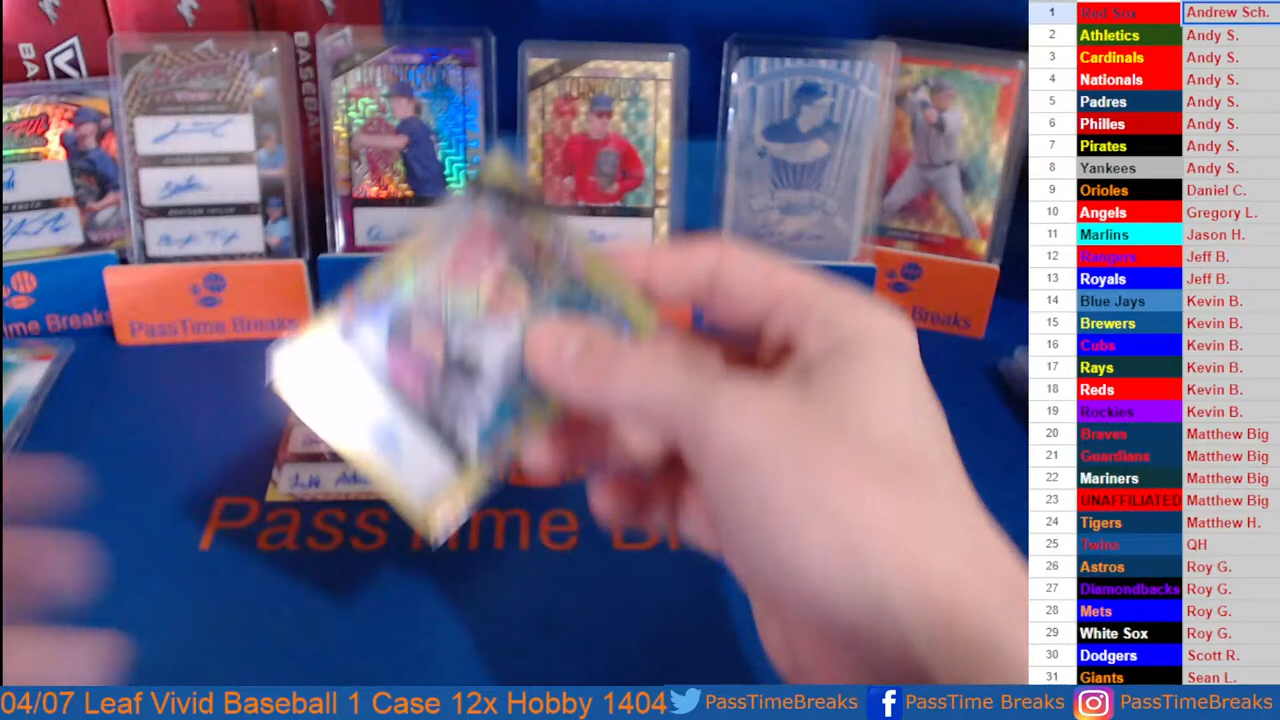 1 Red Sox Andrew Sch.
2 Athletics Andy S.
3 Cardinals Andy S.
4 Nationals Andy S.
5 Padres Andy S.
6 Philles Andy S.
7 Pirates Andy S.
8 Yankees Andy S.
9 Orioles Daniel C.
10 Angels Gregory L.
11 Marlins Jason H.
12 Rangers Jeff B.
13 Royals Jeff B.
14 Blue Jays Kevin B.
15 Brewers Kevin B.
16 Cubs Kevin B.
17 Rays Kevin B.
18 Reds Kevin B.
19 Rockies Kevin B.
20 Braves Matthew Big
21 Guardians Matthew Big
22 Mariners Matthew Big
23 UNAFFILIATED Matthew Big
24 Tigers Matthew H.
25 Twins QH
26 Astros Roy G.
27 Diamondbacks Roy G.
28 Mets Roy G.
29 White Sox Roy G.
30 Dodgers Scott R.
31 Giants Sean L.
PassTime Breaks
me Breaks
Breaks
PassTime Br
04/07 Leaf Vivid Baseball 1 Case 12x Hobby 1404 PassTimeBreaks PassTime Breaks PassTimeBreaks